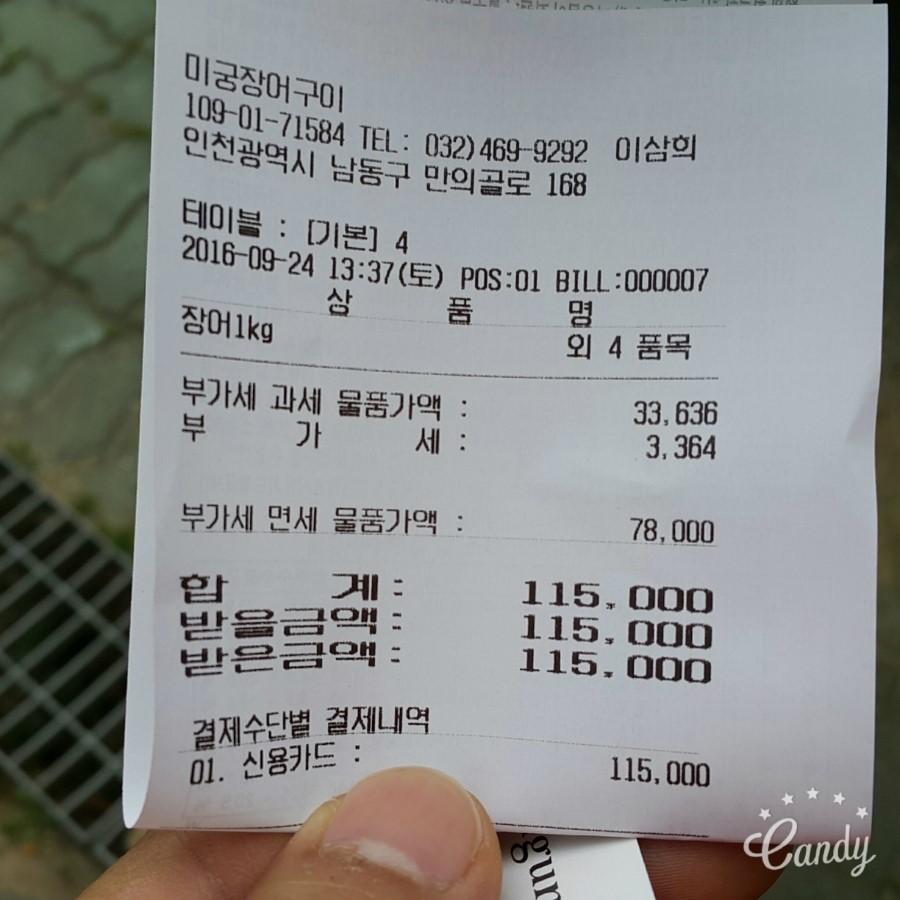 미궁장어구이
109-01-71584 TEL: 032)469-9292 이삼희
인천광역시 남동구 만의골로 168
테이블 : [기본] 4
2016-09-24 13:37(토) POS:01 BILL:000007
상 품 명
장어1kg 외 4 품목
부가세 과세 물품가액 : 33,636
부 가 세 : 3,364
부가세 면세 물품가액 : 78,000
합 계 : 115,000
받을금액 : 115,000
받은금액 : 115,000
결제수단별 결제내역
01. 신용카드 : 115,000
gun
Candy